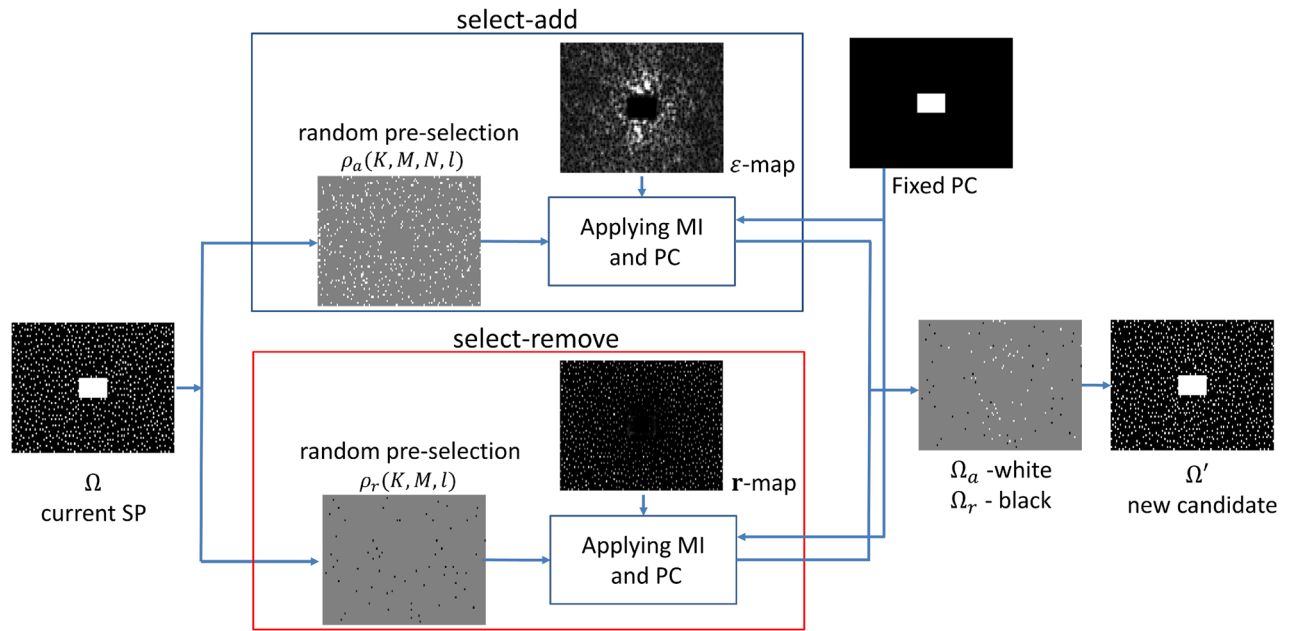 select-add
random pre-selection
ρₐ(K, M, N, l)
ε-map
Applying MI
and PC
Fixed PC
select-remove
random pre-selection
ρᵣ(K, M, l)
r-map
Applying MI
and PC
Ω
current SP
Ωₐ -white
Ωᵣ - black
Ω′
new candidate